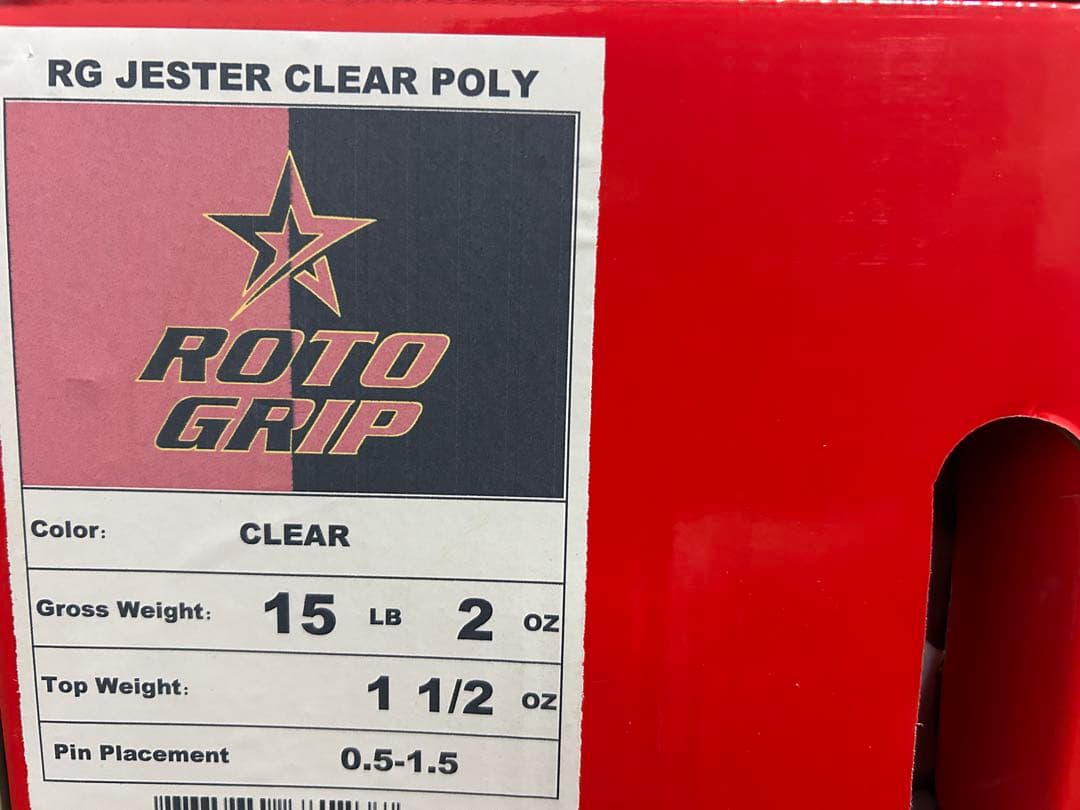 RG JESTER CLEAR POLY
ROTO
GRIP
Color: CLEAR
Gross Weight: 15 LB 2 OZ
Top Weight: 1 1/2 OZ
Pin Placement 0.5-1.5